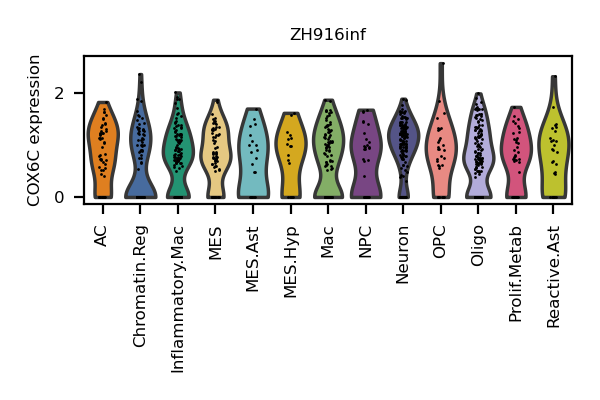 ZH916inf
COX6C expression
2
0
AC
Chromatin.Reg
Inflammatory.Mac
MES
MES.Ast
MES.Hyp
Mac
NPC
Neuron
OPC
Oligo
Prolif.Metab
Reactive.Ast